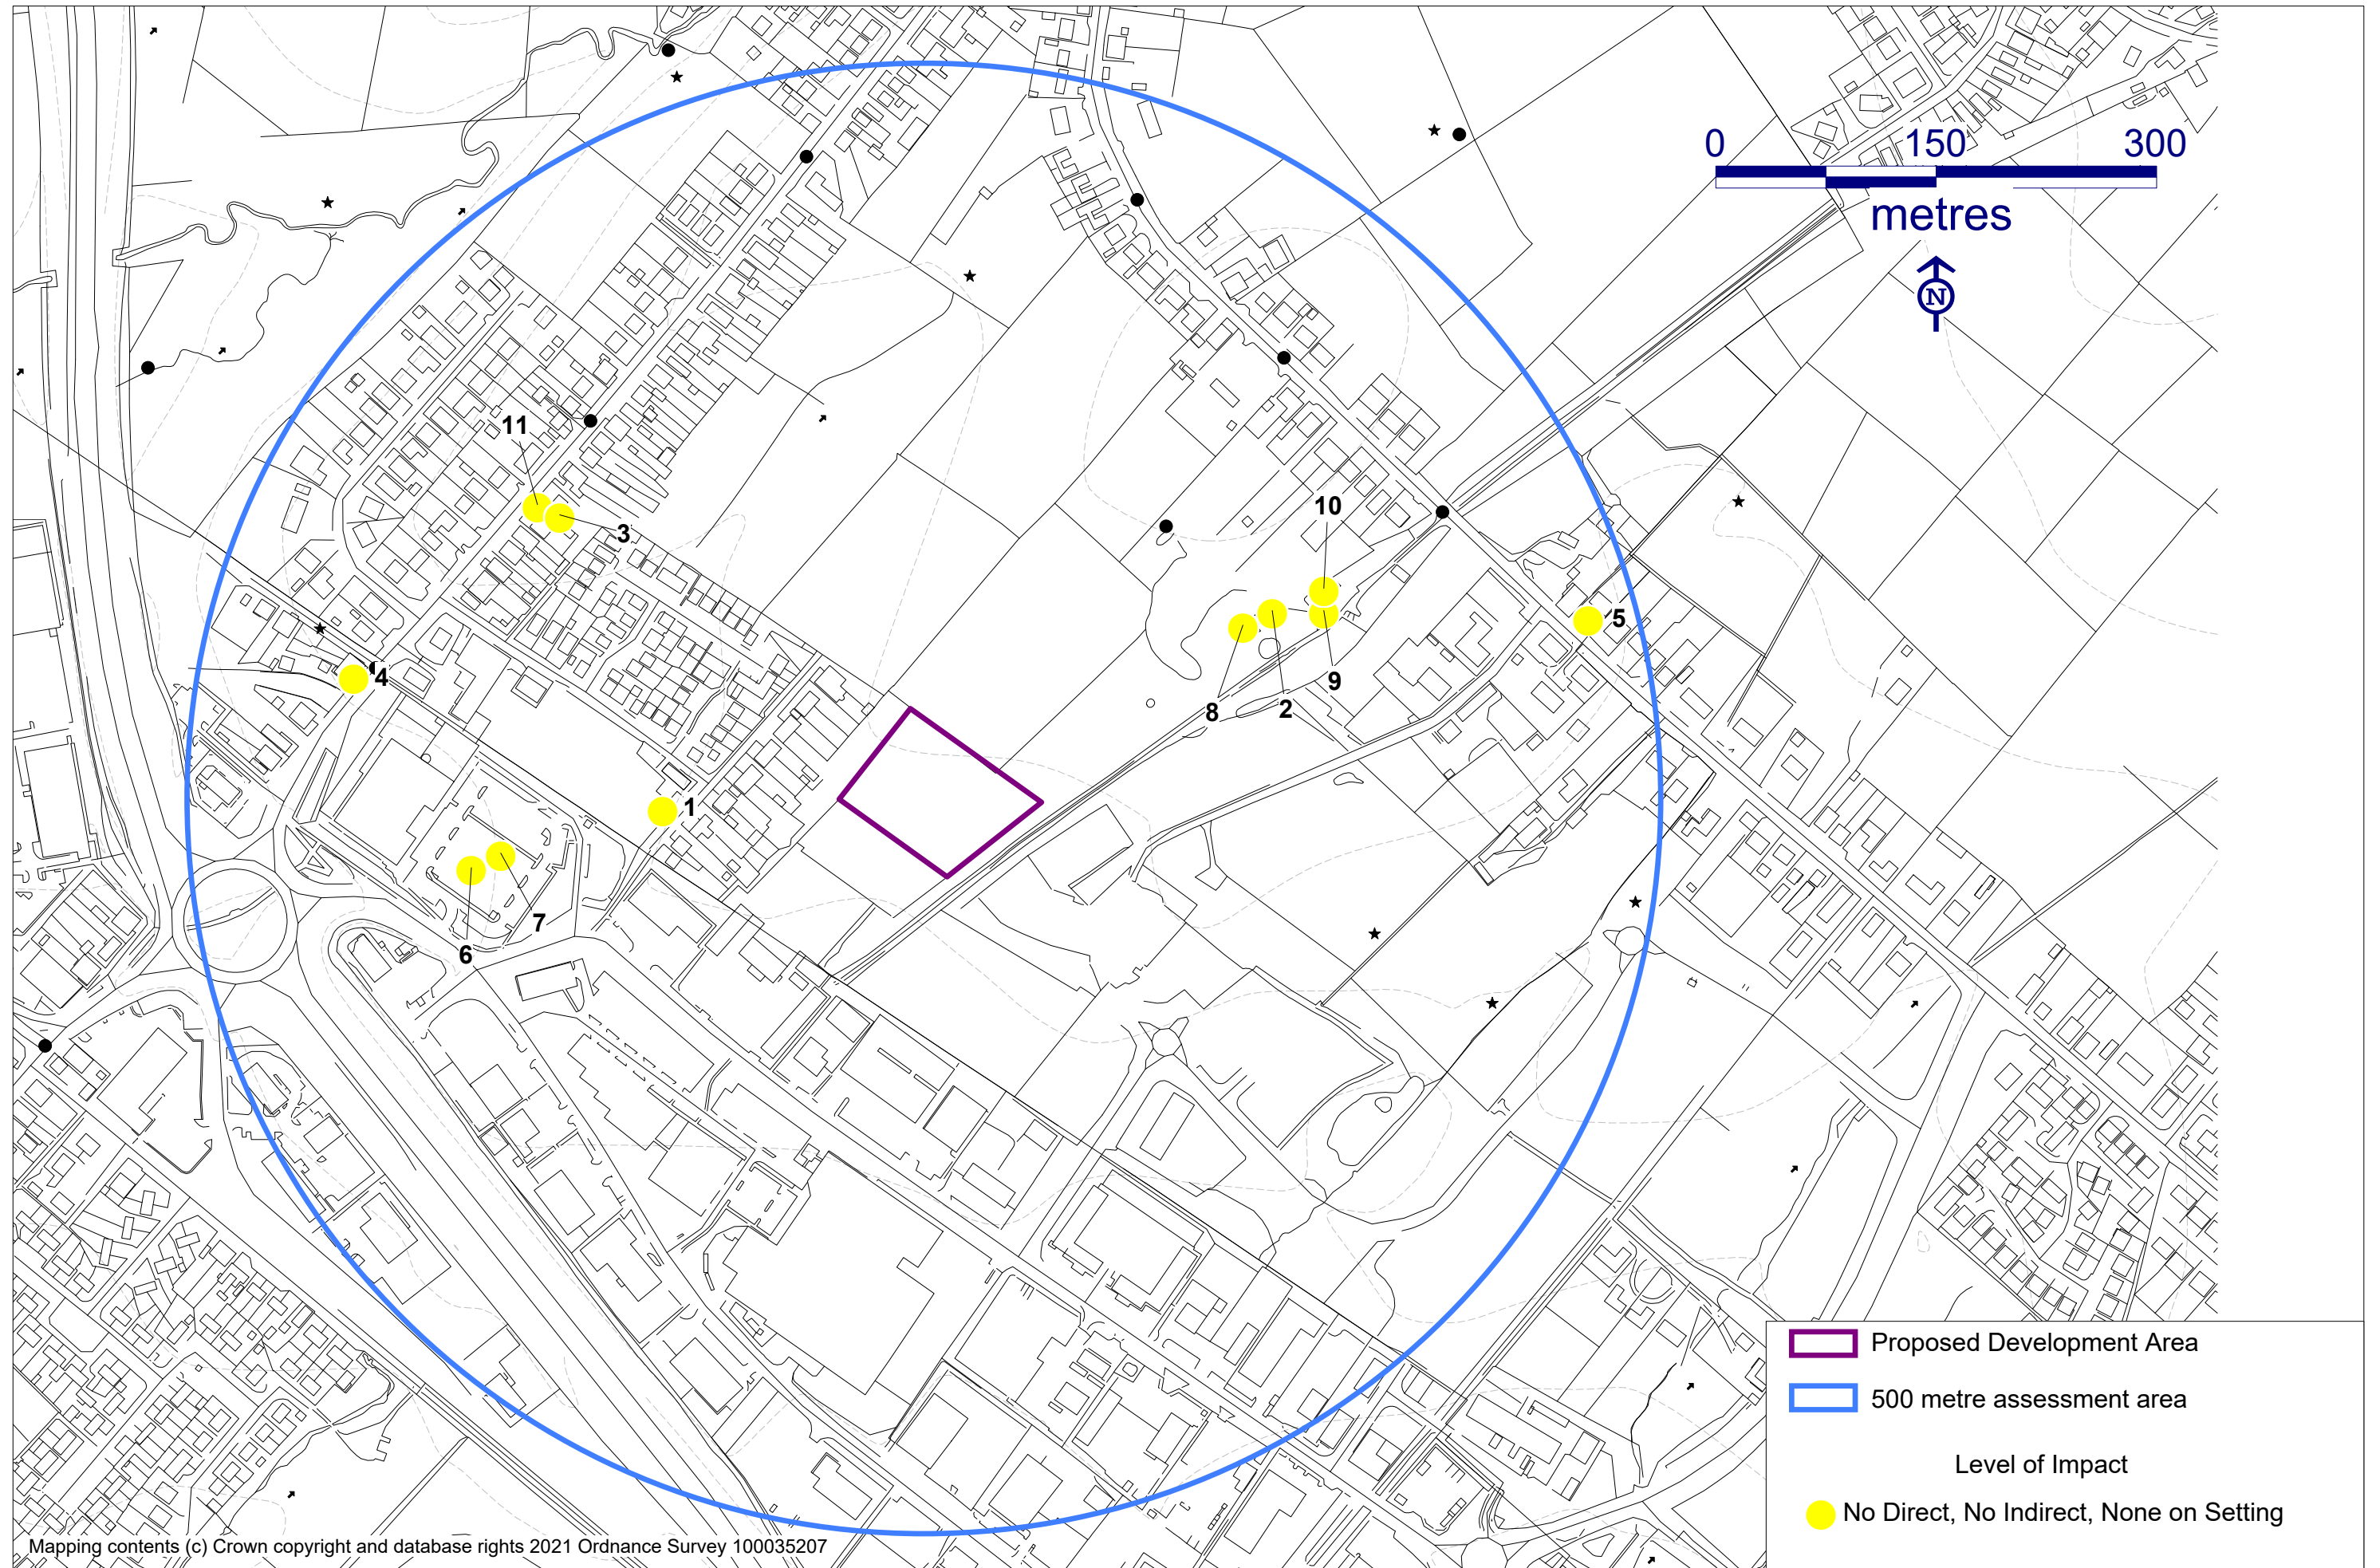 0 150 300
metres
N
11
3
10
5
4
9
8
2
1
7
6
Proposed Development Area
500 metre assessment area
Level of Impact
No Direct, No Indirect, None on Setting
Mapping contents (c) Crown copyright and database rights 2021 Ordnance Survey 100035207